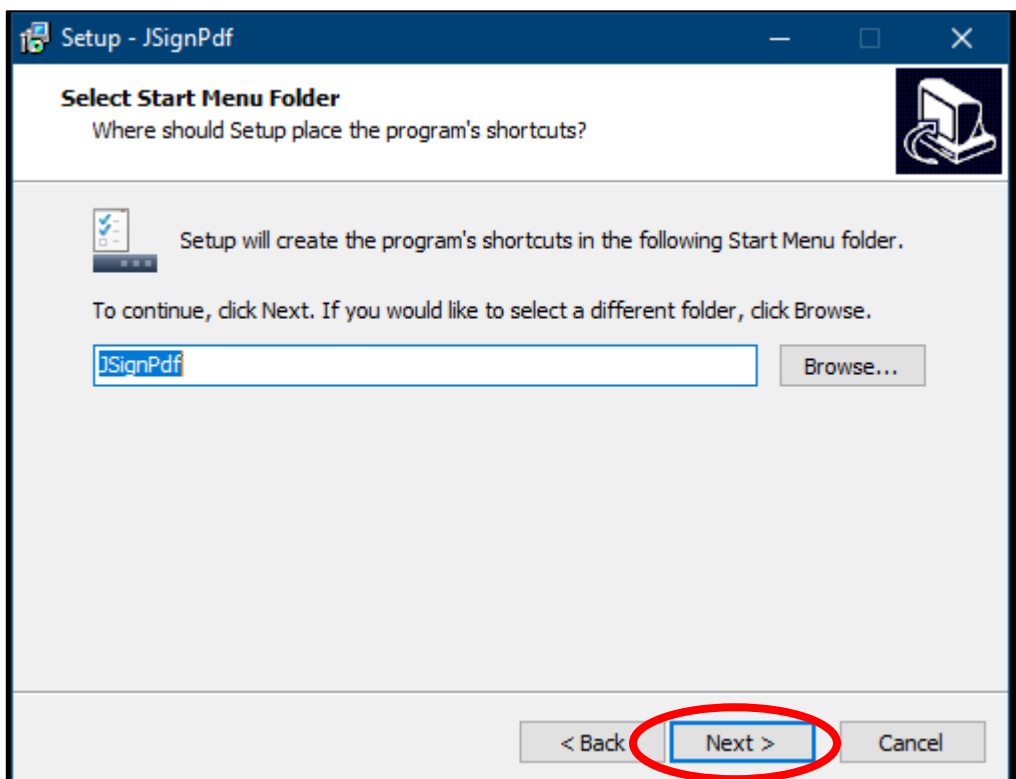 Setup - JSignPdf
Select Start Menu Folder
Where should Setup place the program's shortcuts?
Setup will create the program's shortcuts in the following Start Menu folder.
To continue, click Next. If you would like to select a different folder, click Browse.
JSignPdf
Browse...
< Back
Next >
Cancel